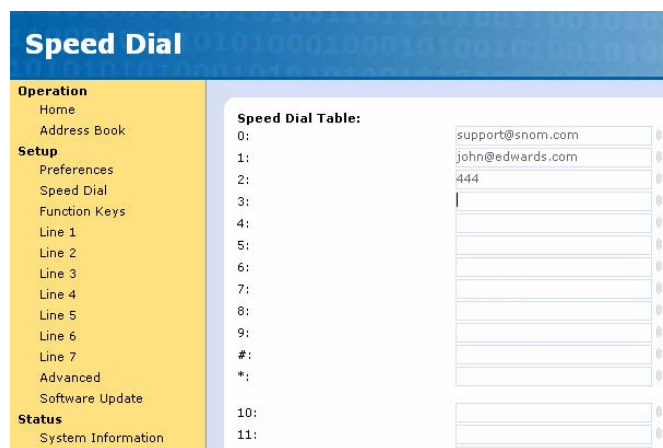 Speed Dial
Operation
Home
Address Book
Setup
Preferences
Speed Dial
Function Keys
Line 1
Line 2
Line 3
Line 4
Line 5
Line 6
Line 7
Advanced
Software Update
Status
System Information
Speed Dial Table:
0: support@snom.com
1: john@edwards.com
2: 444
3:
4:
5:
6:
7:
8:
9:
#:
*:
10:
11: